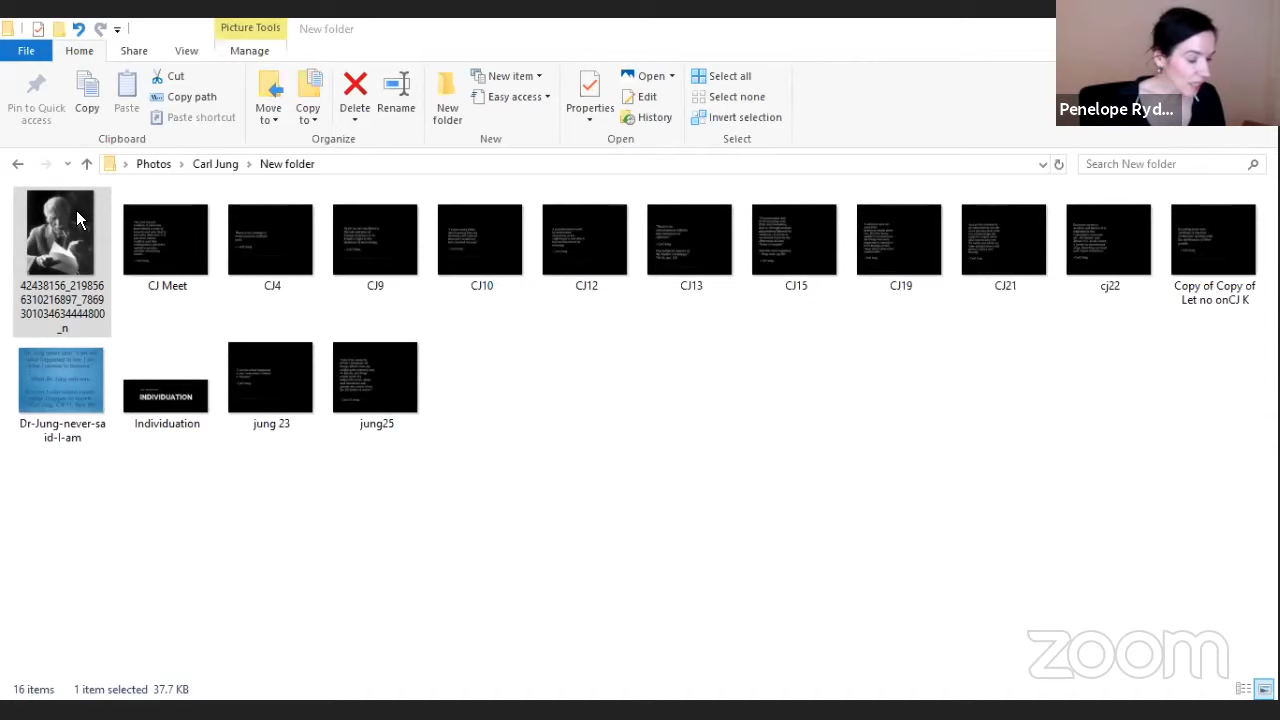 Picture Tools
New folder
Penelope Ryd...
File
Home
Share
View
Manage
Pin to Quick
access
Copy
Paste
Cut
Copy path
Paste shortcut
Clipboard
Move
to
Copy
to
Delete
Rename
Organize
New
folder
New item
Easy access
New
Properties
Open
Edit
History
Open
Select all
Select none
Invert selection
Select
Photos
Carl Jung
New folder
Search New folder
42438156_219856
6310216897_7869
301034634444800
_n
CJ Meet
CJ4
CJ9
CJ10
CJ12
CJ13
CJ15
CJ19
CJ21
cj22
Copy of Copy of
Let no onCJ K
INDIVIDUATION
Dr-Jung-never-sa
id-I-am
Individuation
jung 23
jung25
zoom
16 items
1 item selected 37.7 KB